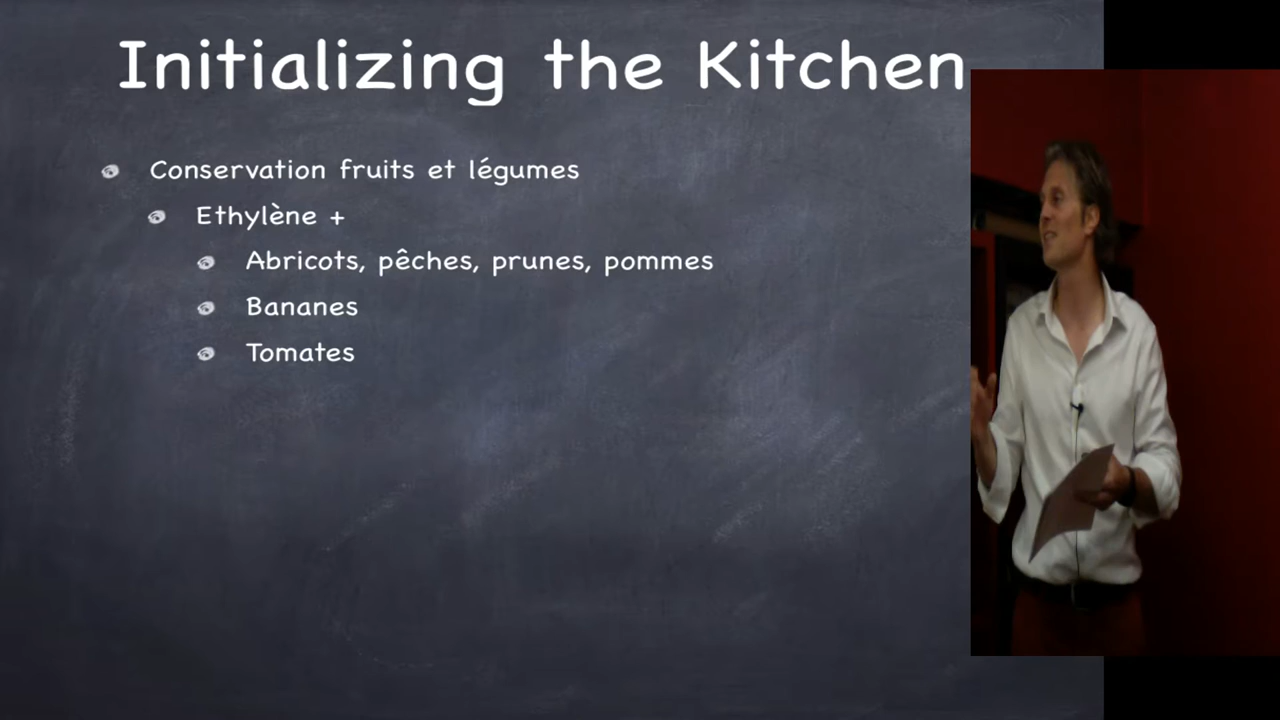 Initializing the Kitchen
Conservation fruits et légumes
Ethylène +
Abricots, pêches, prunes, pommes
Bananes
Tomates